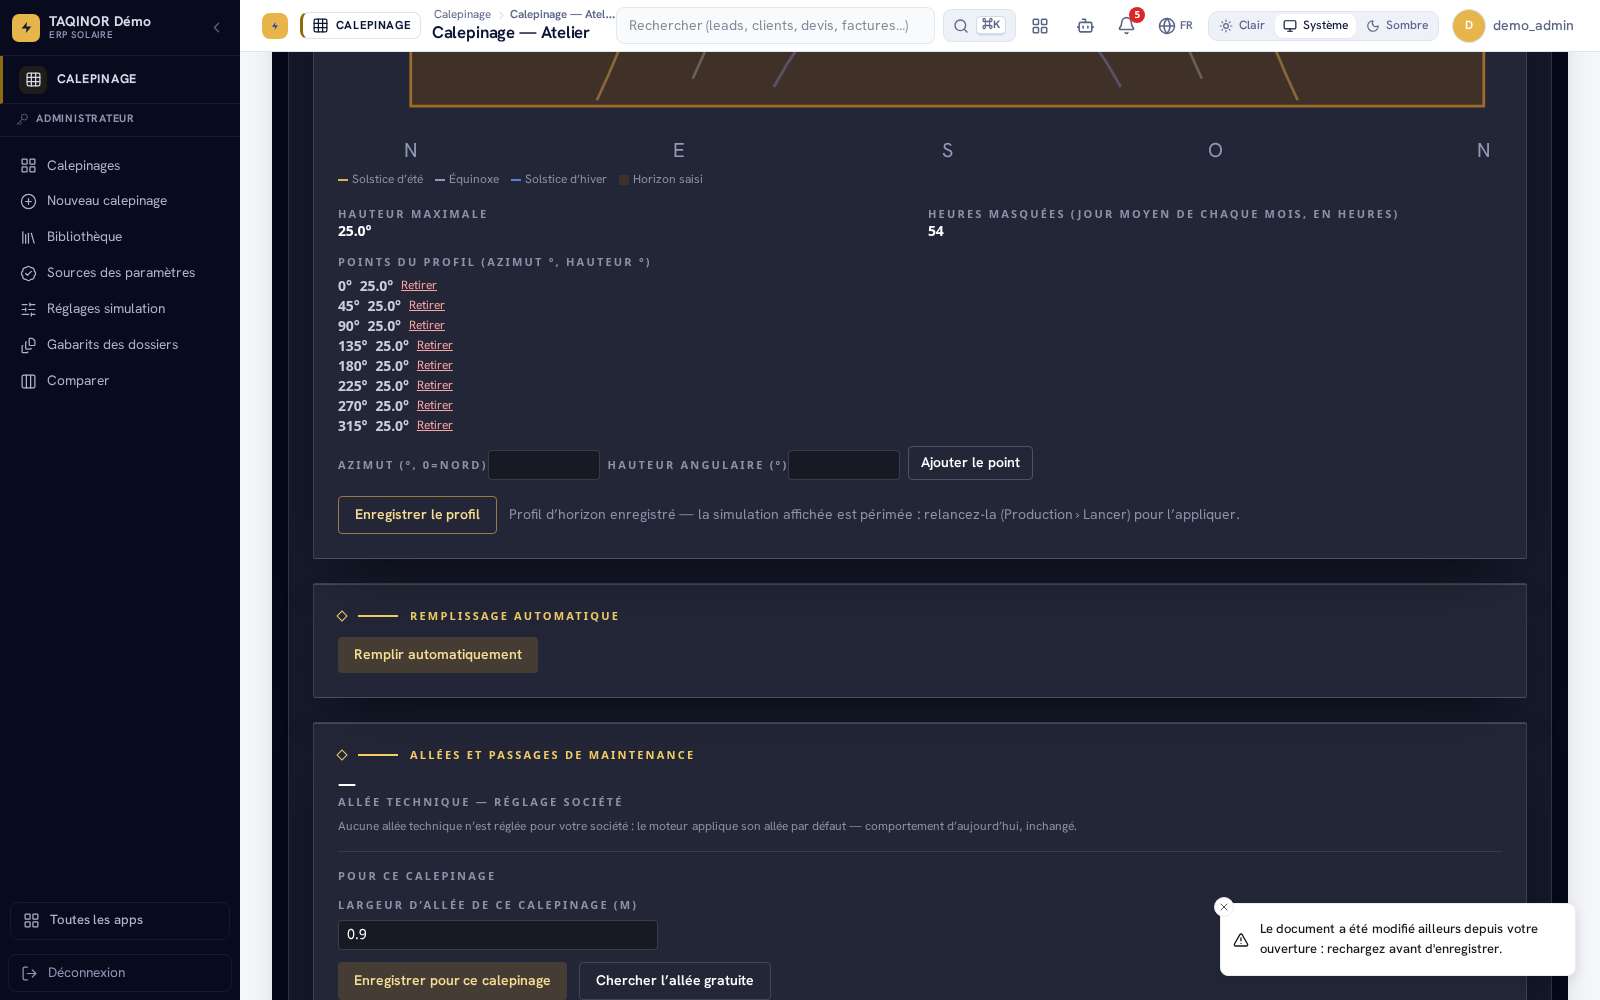 TAQINOR Démo
ERP SOLAIRE
CALEPINAGE
ADMINISTRATEUR
Calepinages
Nouveau calepinage
Bibliothèque
Sources des paramètres
Réglages simulation
Gabarits des dossiers
Comparer
Toutes les apps
Déconnexion
CALEPINAGE
Calepinage
Calepinage — Atel...
Calepinage — Atelier
Rechercher (leads, clients, devis, factures...)
⌘K
5
FR
Clair
Système
Sombre
D
demo_admin
N E S O N
Solstice d’été
Équinoxe
Solstice d’hiver
Horizon saisi
HAUTEUR MAXIMALE
25.0°
HEURES MASQUÉES (JOUR MOYEN DE CHAQUE MOIS, EN HEURES)
54
POINTS DU PROFIL (AZIMUT °, HAUTEUR °)
0° 25.0° Retirer
45° 25.0° Retirer
90° 25.0° Retirer
135° 25.0° Retirer
180° 25.0° Retirer
225° 25.0° Retirer
270° 25.0° Retirer
315° 25.0° Retirer
AZIMUT (°, 0=NORD) HAUTEUR ANGULAIRE (°) Ajouter le point
Enregistrer le profil
Profil d’horizon enregistré — la simulation affichée est périmée : relancez-la (Production › Lancer) pour l’appliquer.
REMPLISSAGE AUTOMATIQUE
Remplir automatiquement
ALLÉES ET PASSAGES DE MAINTENANCE
—
ALLÉE TECHNIQUE — RÉGLAGE SOCIÉTÉ
Aucune allée technique n’est réglée pour votre société : le moteur applique son allée par défaut — comportement d’aujourd’hui, inchangé.
POUR CE CALEPINAGE
LARGEUR D’ALLÉE DE CE CALEPINAGE (M)
0.9
Enregistrer pour ce calepinage
Chercher l’allée gratuite
Le document a été modifié ailleurs depuis votre
ouverture : rechargez avant d'enregistrer.